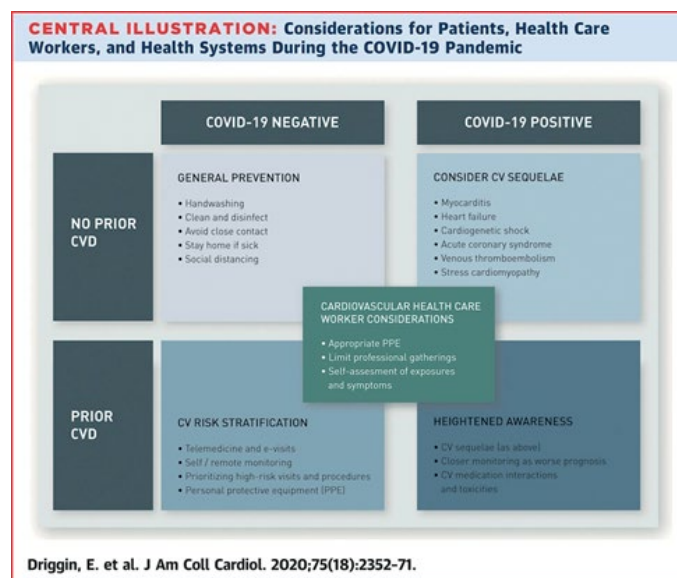 CENTRAL ILLUSTRATION: Considerations for Patients, Health Care
Workers, and Health Systems During the COVID-19 Pandemic
COVID-19 NEGATIVE
COVID-19 POSITIVE
NO PRIOR
CVD
GENERAL PREVENTION
• Handwashing
• Clean and disinfect
• Avoid close contact
• Stay home if sick
• Social distancing
CONSIDER CV SEQUELAE
• Myocarditis
• Heart failure
• Cardiogenetic shock
• Acute coronary syndrome
• Venous thromboembolism
• Stress cardiomyopathy
CARDIOVASCULAR HEALTH CARE
WORKER CONSIDERATIONS
• Appropriate PPE
• Limit professional gatherings
• Self-assesment of exposures
and symptoms
PRIOR
CVD
CV RISK STRATIFICATION
• Telemedicine and e-visits
• Self / remote monitoring
• Prioritizing high-risk visits and procedures
• Personal protective equipment (PPE)
HEIGHTENED AWARENESS
• CV sequelae (as above)
• Closer monitoring as worse prognosis
• CV medication interactions
and toxicities
Driggin, E. et al. J Am Coll Cardiol. 2020;75(18):2352-71.